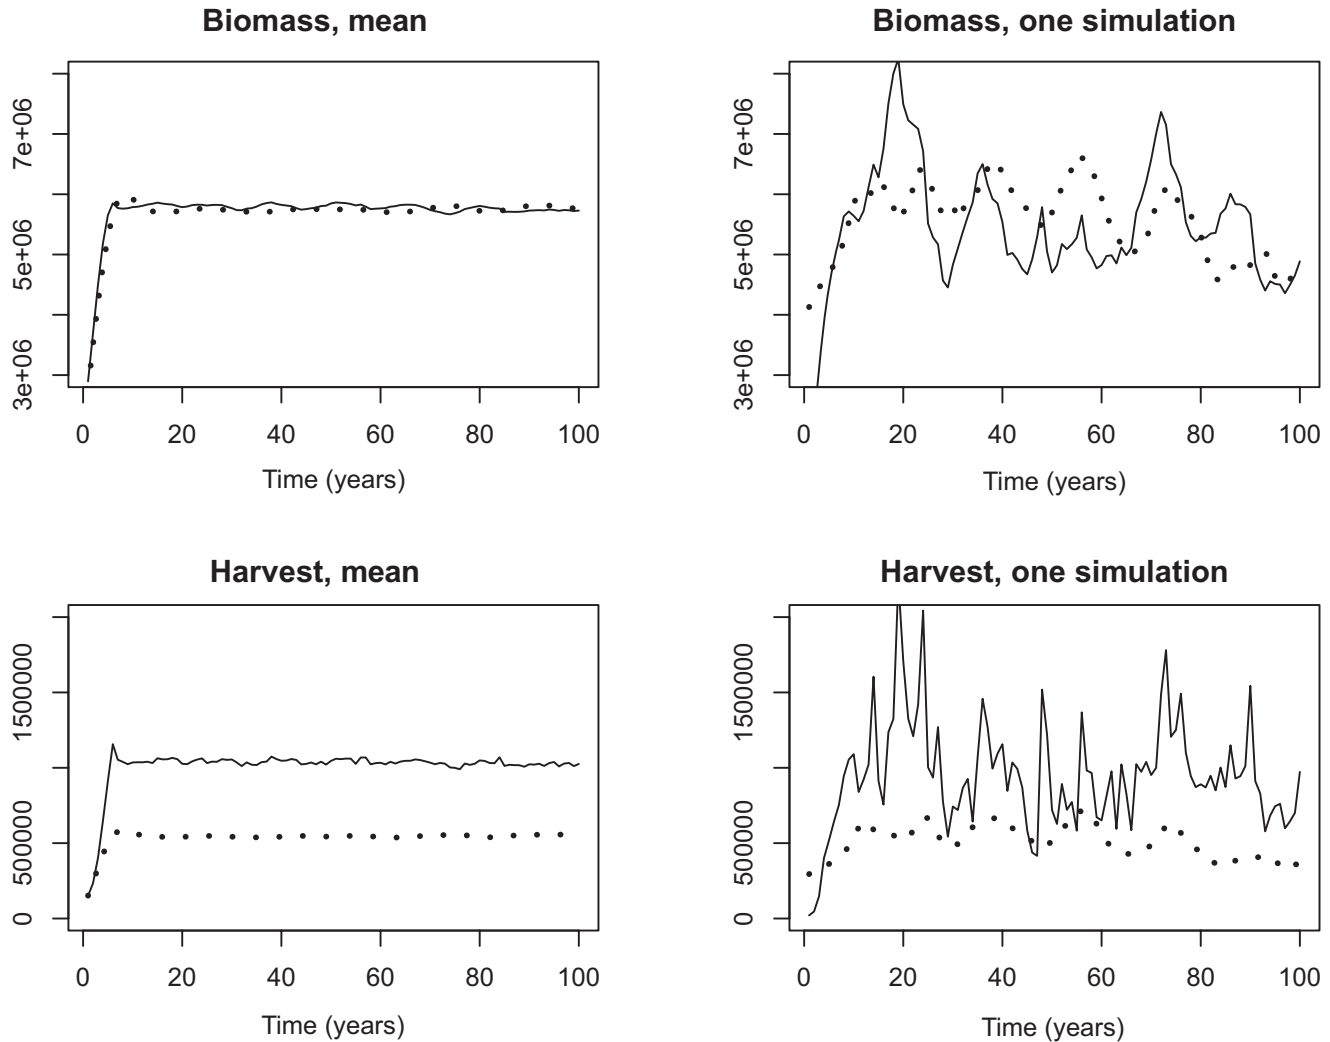 Biomass, mean
7e+06
5e+06
3e+06
0 20 40 60 80 100
Time (years)
Biomass, one simulation
7e+06
5e+06
3e+06
0 20 40 60 80 100
Time (years)
Harvest, mean
1500000
500000
0
0 20 40 60 80 100
Time (years)
Harvest, one simulation
1500000
500000
0
0 20 40 60 80 100
Time (years)